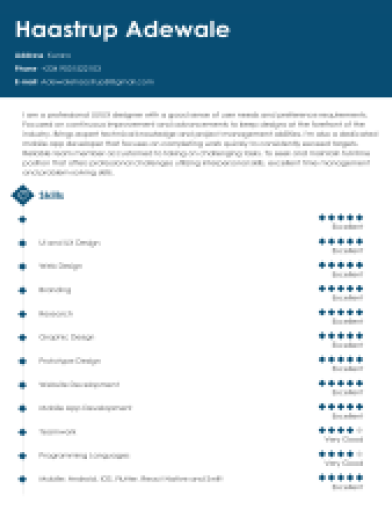 Haastrup Adewale
Address Kwara
Phone
E-mail Adewalehaastrup@gmail.com
I am a professional UI/UX designer with a good sense of user needs and preference requirements.
Focused on continuous improvement and advancements to keep designs at the forefront of the
industry. Brings expert technical knowledge and project management abilities. I'm also a dedicated
mobile app developer that focuses on completing work quickly to consistently exceed targets.
Reliable team member accustomed to taking on challenging tasks. To seek and maintain full-time
position that offers professional challenges utilizing interpersonal skills, excellent time management
and problem-solving skills.
Skills
Excellent
UI and UX Design
Excellent
Web Design
Excellent
Branding
Excellent
Research
Excellent
Graphic Design
Excellent
Prototype Design
Excellent
Website Development
Excellent
Mobile App Development
Excellent
Teamwork
Very Good
Programming Languages
Very Good
Mobile: Android, iOS, FLutter, React Native and Swift
Excellent